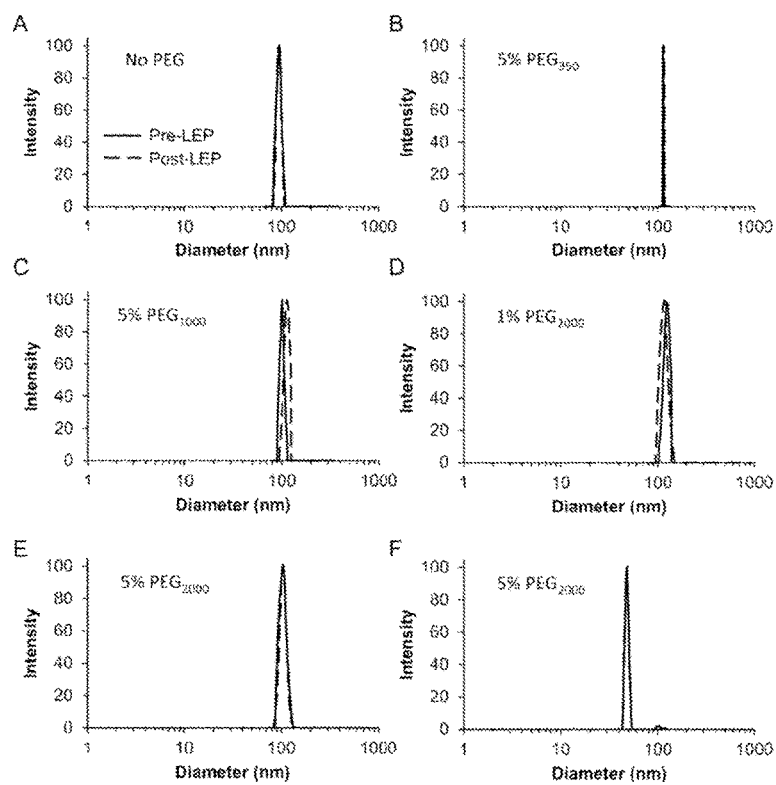 A
No PEG
Intensity
100
80
60
40
20
0
Pre-LEP
Post-LEP
1 10 100 1000
Diameter (nm)
B
5% PEG350
Intensity
100
80
60
40
20
0
1 10 100 1000
Diameter (nm)
C
5% PEG1000
Intensity
100
80
60
40
20
0
1 10 100 1000
Diameter (nm)
D
1% PEG2000
Intensity
100
80
60
40
20
0
1 10 100 1000
Diameter (nm)
E
5% PEG2000
Intensity
100
80
60
40
20
0
1 10 100 1000
Diameter (nm)
F
5% PEG2000
Intensity
100
80
60
40
20
0
1 10 100 1000
Diameter (nm)